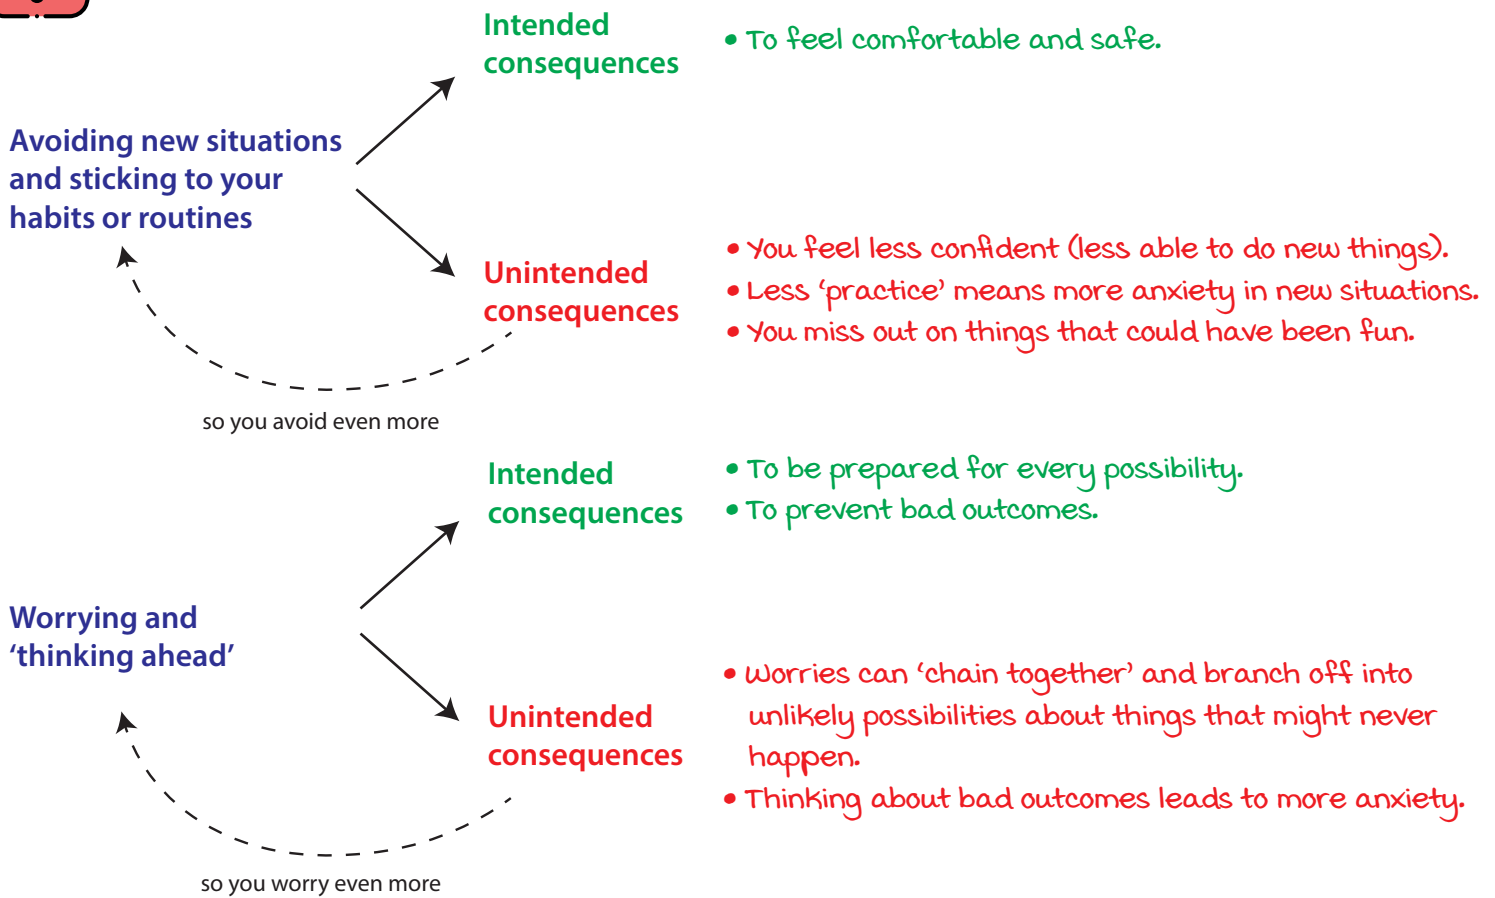 Intended
consequences
• To feel comfortable and safe.
Avoiding new situations
and sticking to your
habits or routines
Unintended
consequences
• You feel less confident (less able to do new things).
• Less ‘practice’ means more anxiety in new situations.
• You miss out on things that could have been fun.
so you avoid even more
Intended
consequences
• To be prepared for every possibility.
• To prevent bad outcomes.
Worrying and
‘thinking ahead’
Unintended
consequences
• Worries can ‘chain together’ and branch off into
unlikely possibilities about things that might never
happen.
• Thinking about bad outcomes leads to more anxiety.
so you worry even more